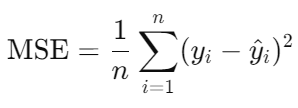 MSE = \frac{1}{n} \sum_{i=1}^{n} (y_i - \hat{y}_i)^2